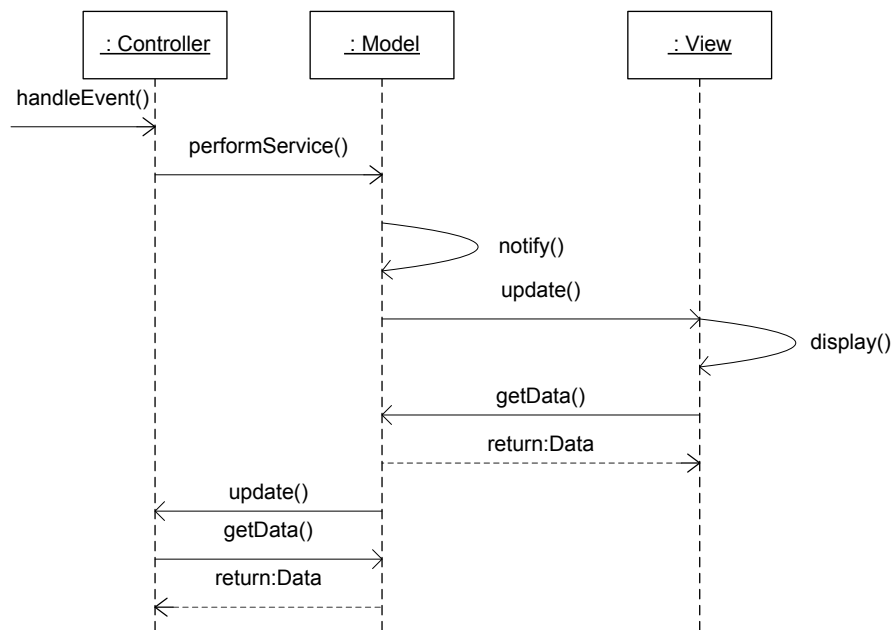 : Controller
: Model
: View
handleEvent()
performService()
notify()
update()
display()
getData()
return:Data
update()
getData()
return:Data